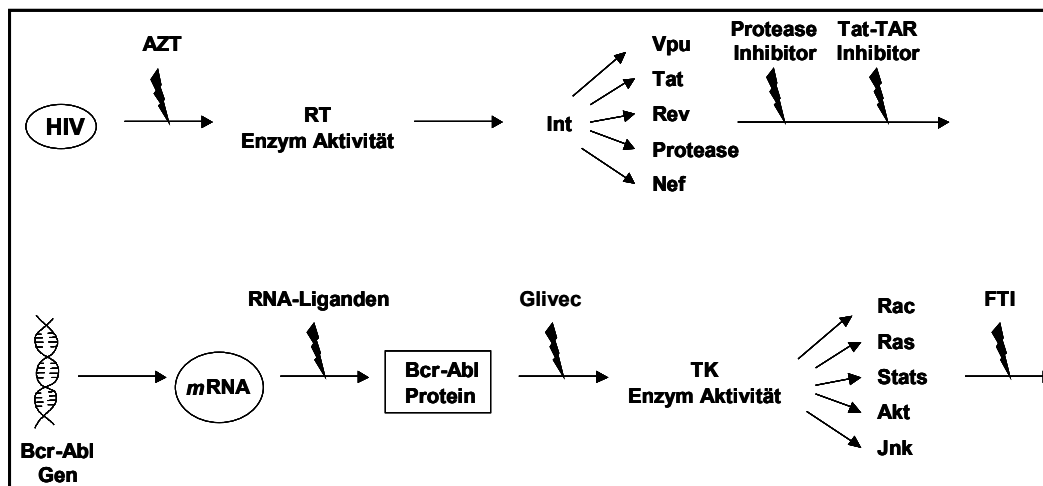 AZT
HIV
RT
Enzym Aktivität
Int
Vpu
Tat
Rev
Protease
Nef
Protease
Inhibitor
Tat-TAR
Inhibitor
Bcr-Abl
Gen
mRNA
RNA-Liganden
Bcr-Abl
Protein
Glivec
TK
Enzym Aktivität
Rac
Ras
Stats
Akt
Jnk
FTI